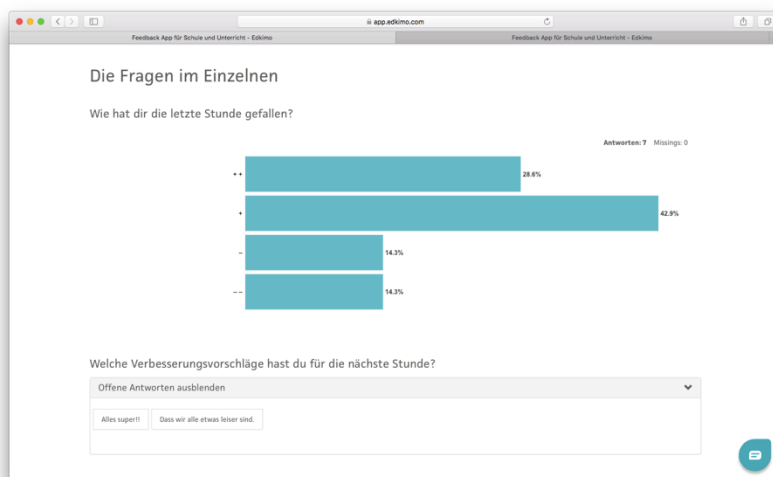 app.edkimo.com
Feedback App für Schule und Unterricht - Edkimo
Feedback App für Schule und Unterricht - Edkimo
Die Fragen im Einzelnen
Wie hat dir die letzte Stunde gefallen?
Antworten: 7 Missings: 0
++ 28.6%
+ 42.9%
– 14.3%
–– 14.3%
Welche Verbesserungsvorschläge hast du für die nächste Stunde?
Offene Antworten ausblenden
Alles super!! Dass wir alle etwas leiser sind.